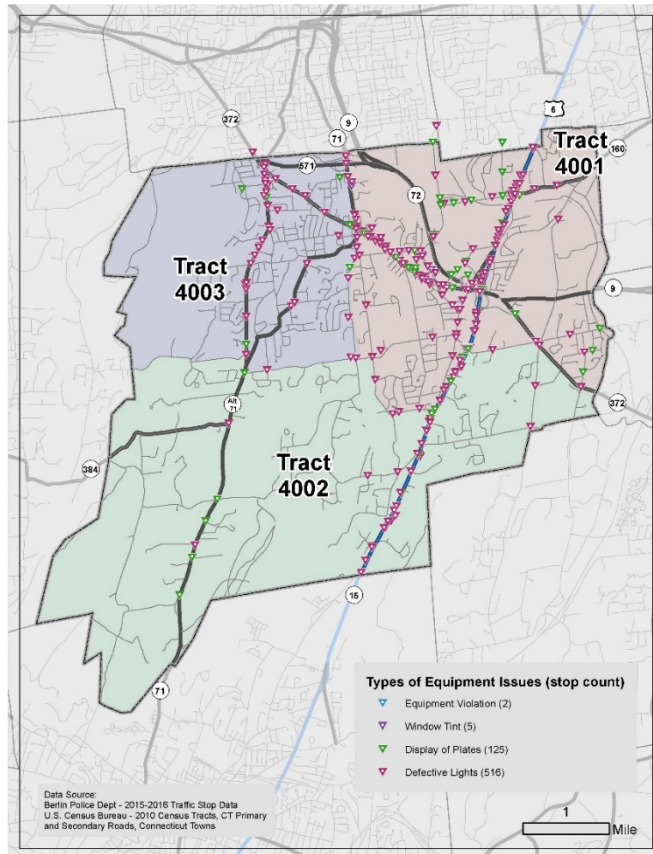 6
372
9
71
Tract
4001
160
571
72
Tract
4003
9
Alt
71
372
Tract
4002
384
15
71
Types of Equipment Issues (stop count)
Equipment Violation (2)
Window Tint (5)
Display of Plates (125)
Defective Lights (516)
Data Source:
Berlin Police Dept - 2015-2016 Traffic Stop Data
U.S. Census Bureau - 2010 Census Tracts, CT Primary
and Secondary Roads, Connecticut Towns
1
Mile